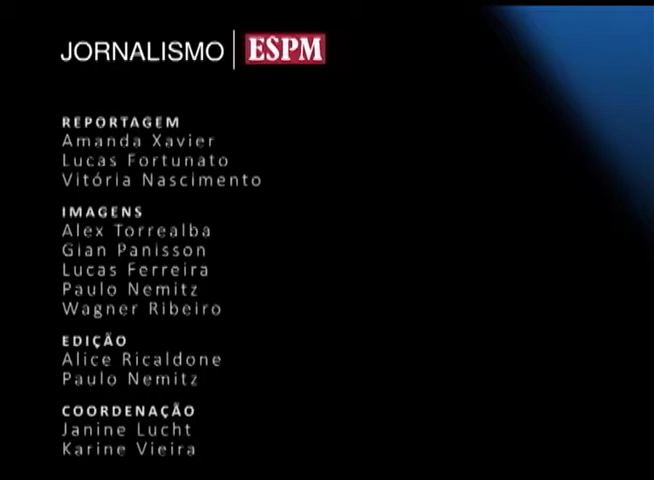 JORNALISMO ESPM
REPORTAGEM
Amanda Xavier
Lucas Fortunato
Vitória Nascimento
IMAGENS
Alex Torrealba
Gian Panisson
Lucas Ferreira
Paulo Nemitz
Wagner Ribeiro
EDIÇÃO
Alice Ricaldone
Paulo Nemitz
COORDENAÇÃO
Janine Lucht
Karine Vieira